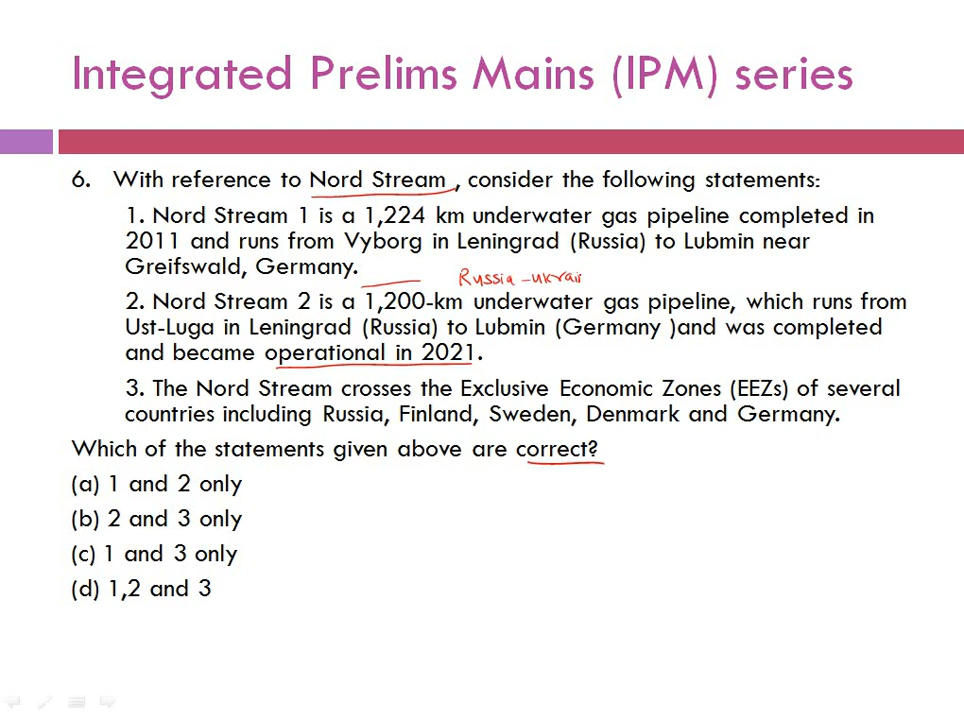 Integrated Prelims Mains (IPM) series
6. With reference to Nord Stream , consider the following statements:
1. Nord Stream 1 is a 1,224 km underwater gas pipeline completed in
2011 and runs from Vyborg in Leningrad (Russia) to Lubmin near
Greifswald, Germany.
Russia - ukrai
2. Nord Stream 2 is a 1,200-km underwater gas pipeline, which runs from
Ust-Luga in Leningrad (Russia) to Lubmin (Germany )and was completed
and became operational in 2021.
3. The Nord Stream crosses the Exclusive Economic Zones (EEZs) of several
countries including Russia, Finland, Sweden, Denmark and Germany.
Which of the statements given above are correct?
(a) 1 and 2 only
(b) 2 and 3 only
(c) 1 and 3 only
(d) 1,2 and 3